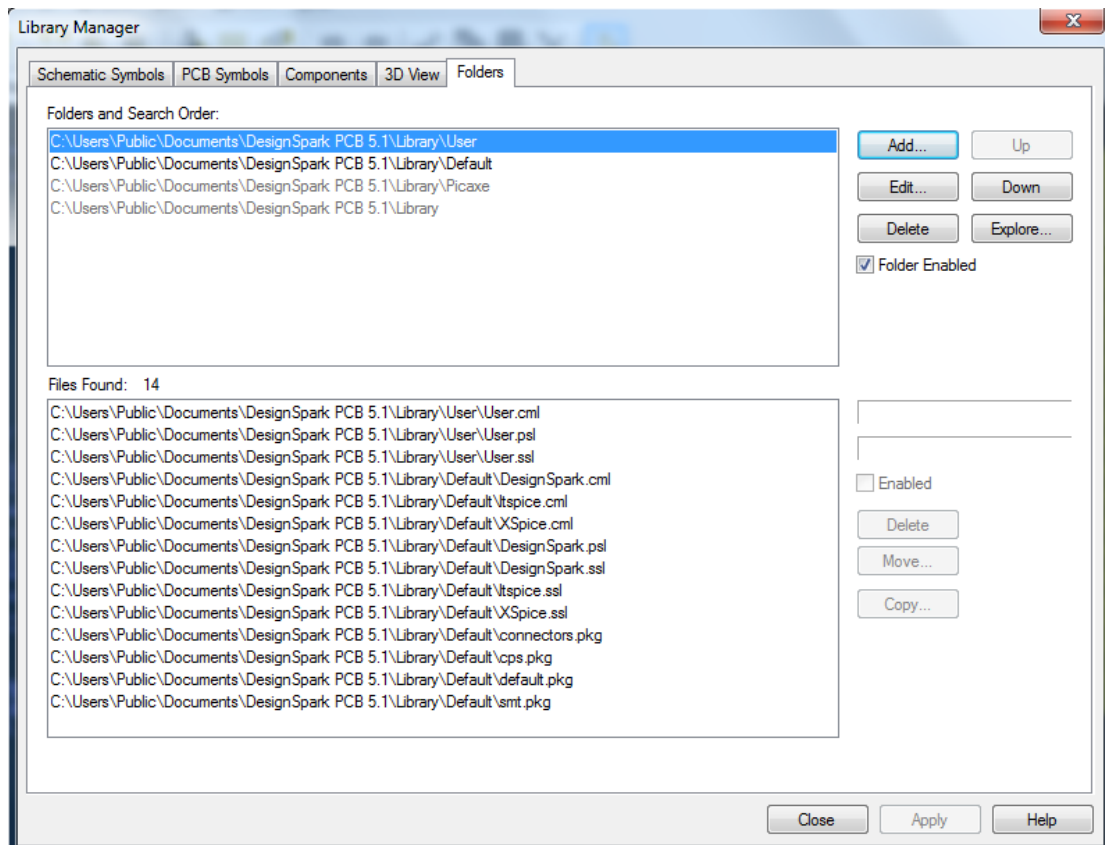 Library Manager
Schematic Symbols PCB Symbols Components 3D View Folders
Folders and Search Order:
C:\Users\Public\Documents\DesignSpark PCB 5.1\Library\User
C:\Users\Public\Documents\DesignSpark PCB 5.1\Library\Default
C:\Users\Public\Documents\DesignSpark PCB 5.1\Library\Picaxe
C:\Users\Public\Documents\DesignSpark PCB 5.1\Library
Add... Up
Edit... Down
Delete Explore...
Folder Enabled
Files Found: 14
C:\Users\Public\Documents\DesignSpark PCB 5.1\Library\User\User.cml
C:\Users\Public\Documents\DesignSpark PCB 5.1\Library\User\User.psl
C:\Users\Public\Documents\DesignSpark PCB 5.1\Library\User\User.ssl
C:\Users\Public\Documents\DesignSpark PCB 5.1\Library\Default\DesignSpark.cml
C:\Users\Public\Documents\DesignSpark PCB 5.1\Library\Default\ltspice.cml
C:\Users\Public\Documents\DesignSpark PCB 5.1\Library\Default\XSpice.cml
C:\Users\Public\Documents\DesignSpark PCB 5.1\Library\Default\DesignSpark.psl
C:\Users\Public\Documents\DesignSpark PCB 5.1\Library\Default\DesignSpark.ssl
C:\Users\Public\Documents\DesignSpark PCB 5.1\Library\Default\ltspice.ssl
C:\Users\Public\Documents\DesignSpark PCB 5.1\Library\Default\XSpice.ssl
C:\Users\Public\Documents\DesignSpark PCB 5.1\Library\Default\connectors.pkg
C:\Users\Public\Documents\DesignSpark PCB 5.1\Library\Default\cps.pkg
C:\Users\Public\Documents\DesignSpark PCB 5.1\Library\Default\default.pkg
C:\Users\Public\Documents\DesignSpark PCB 5.1\Library\Default\smt.pkg
Enabled
Delete
Move...
Copy...
Close Apply Help